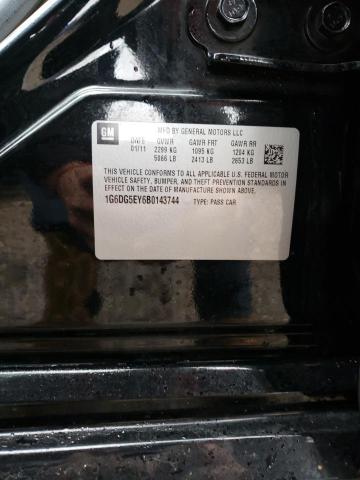 GM
MFD BY GENERAL MOTORS LLC
DATE GVWR GAWR FRT GAWR RR
01/11 2299 KG 1095 KG 1204 KG
5066 LB 2413 LB 2653 LB
THIS VEHICLE CONFORMS TO ALL APPLICABLE U.S. FEDERAL MOTOR
VEHICLE SAFETY, BUMPER, AND THEFT PREVENTION STANDARDS IN
EFFECT ON THE DATE OF MANUFACTURE SHOWN ABOVE.
1G6DG5EY6B0143744 TYPE: PASS CAR